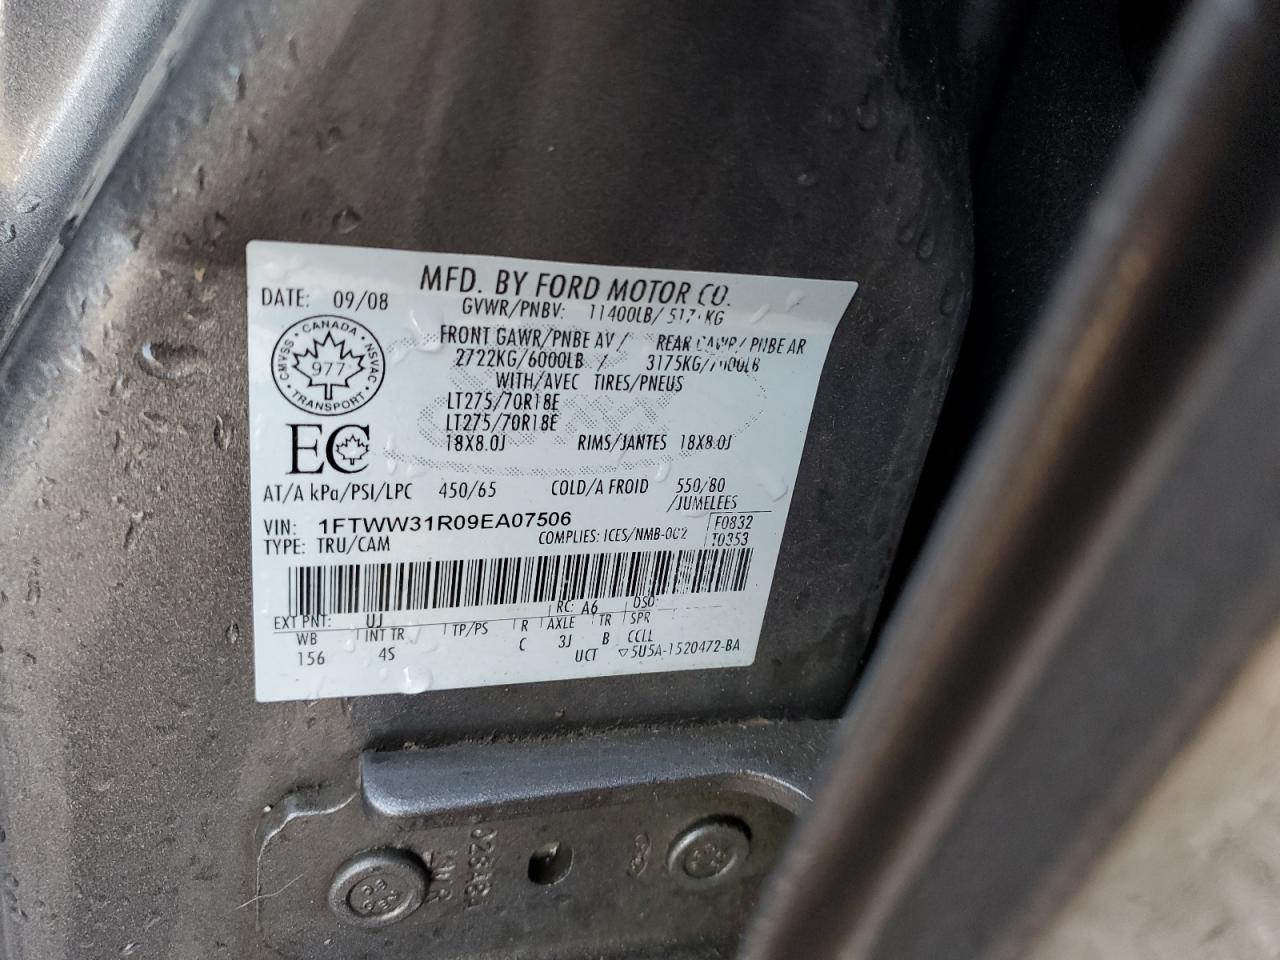 MFD. BY FORD MOTOR CO.
DATE: 09/08
GVWR/PNBV: 11400LB/ 5171KG
CANADA
CMVSS NSVAC
977
TRANSPORT
EC
FRONT GAWR/PNBE AV / REAR GAWR/ PNBE AR
2722KG/6000LB / 3175KG/7000LB
WITH/AVEC TIRES/PNEUS
LT275/70R18E
LT275/70R18E
18X8.0J RIMS/JANTES 18X8.0J
AT/A kPa/PSI/LPC 450/65 COLD/A FROID 550/80
/JUMELEES
VIN: 1FTWW31R09EA07506 F0832
TYPE: TRU/CAM COMPLIES: ICES/NMB-002 T0353
EXT PNT: UJ RC: A6 DSO:
WB INT TR TP/PS R AXLE TR SPR
156 4S C 3J B CCLL
UCT ▽5U5A-1520472-BA